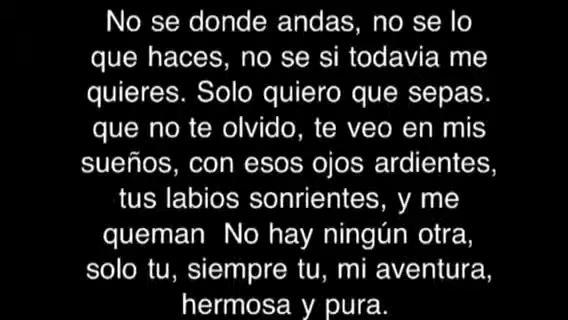 No se donde andas, no se lo
que haces, no se si todavia me
quieres. Solo quiero que sepas.
que no te olvido, te veo en mis
sueños, con esos ojos ardientes,
tus labios sonrientes, y me
queman  No hay ningún otra,
solo tu, siempre tu, mi aventura,
hermosa y pura.